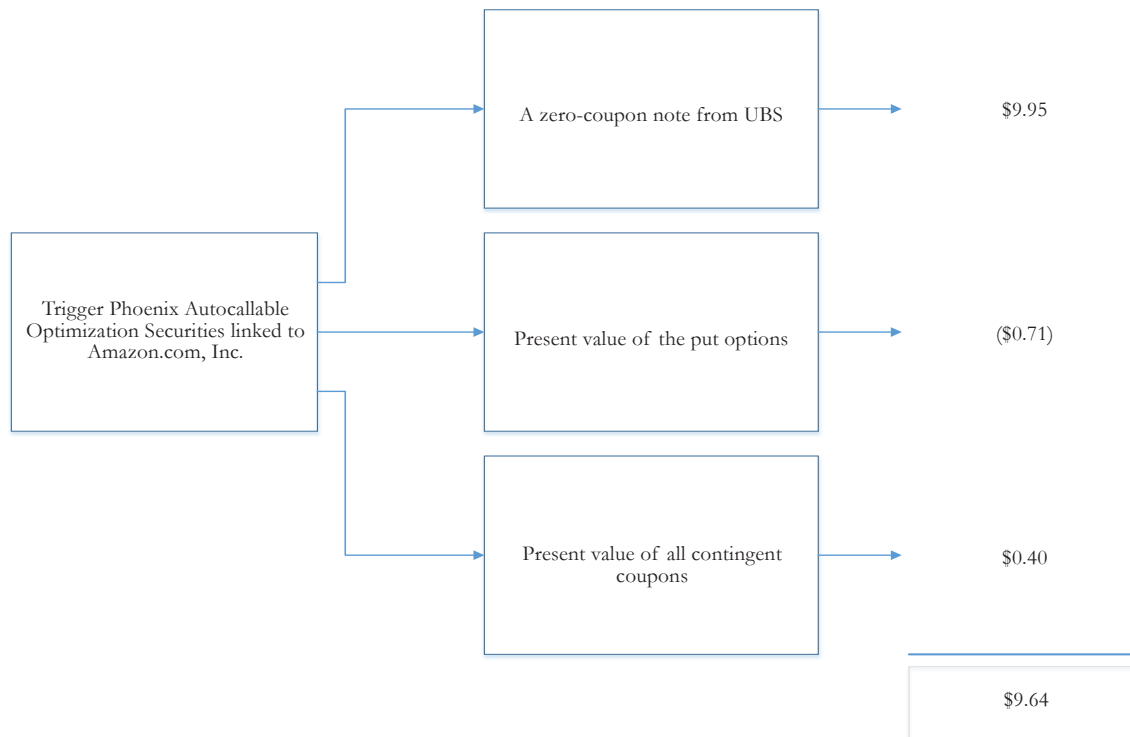 A zero-coupon note from UBS
$9.95
Trigger Phoenix Autocallable
Optimization Securities linked to
Amazon.com, Inc.
Present value of the put options
($0.71)
Present value of all contingent
coupons
$0.40
$9.64